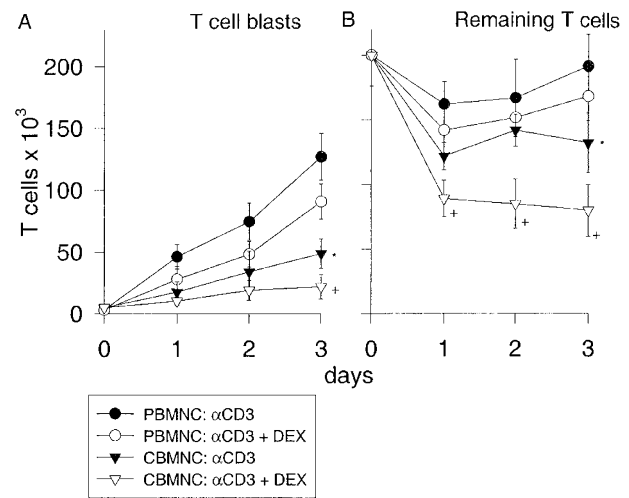 A T cell blasts B Remaining T cells
T cells x 10³
200
150
100
50
0
*
+
*
+
+
+
0 1 2 3 0 1 2 3
days
PBMNC: αCD3
PBMNC: αCD3 + DEX
CBMNC: αCD3
CBMNC: αCD3 + DEX